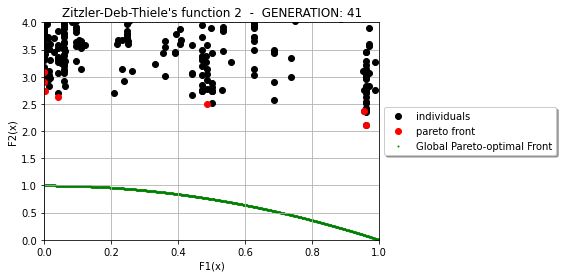 Zitzler-Deb-Thiele's function 2 - GENERATION: 41
4.0
3.5
3.0
2.5
2.0
1.5
1.0
0.5
0.0
F2(x)
0.0 0.2 0.4 0.6 0.8 1.0
F1(x)
individuals
pareto front
Global Pareto-optimal Front